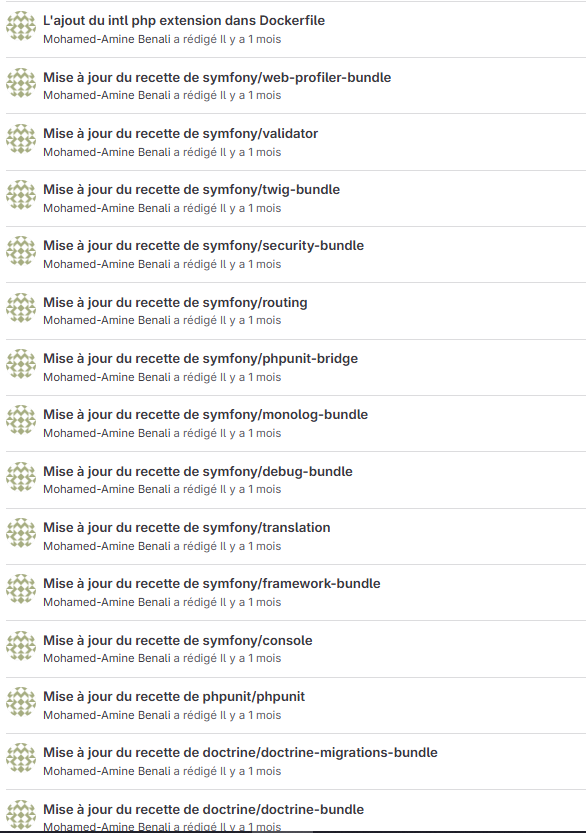 L'ajout du intl php extension dans Dockerfile
Mohamed-Amine Benali a rédigé Il y a 1 mois
Mise à jour du recette de symfony/web-profiler-bundle
Mohamed-Amine Benali a rédigé Il y a 1 mois
Mise à jour du recette de symfony/validator
Mohamed-Amine Benali a rédigé Il y a 1 mois
Mise à jour du recette de symfony/twig-bundle
Mohamed-Amine Benali a rédigé Il y a 1 mois
Mise à jour du recette de symfony/security-bundle
Mohamed-Amine Benali a rédigé Il y a 1 mois
Mise à jour du recette de symfony/routing
Mohamed-Amine Benali a rédigé Il y a 1 mois
Mise à jour du recette de symfony/phpunit-bridge
Mohamed-Amine Benali a rédigé Il y a 1 mois
Mise à jour du recette de symfony/monolog-bundle
Mohamed-Amine Benali a rédigé Il y a 1 mois
Mise à jour du recette de symfony/debug-bundle
Mohamed-Amine Benali a rédigé Il y a 1 mois
Mise à jour du recette de symfony/translation
Mohamed-Amine Benali a rédigé Il y a 1 mois
Mise à jour du recette de symfony/framework-bundle
Mohamed-Amine Benali a rédigé Il y a 1 mois
Mise à jour du recette de symfony/console
Mohamed-Amine Benali a rédigé Il y a 1 mois
Mise à jour du recette de phpunit/phpunit
Mohamed-Amine Benali a rédigé Il y a 1 mois
Mise à jour du recette de doctrine/doctrine-migrations-bundle
Mohamed-Amine Benali a rédigé Il y a 1 mois
Mise à jour du recette de doctrine/doctrine-bundle
Mohamed-Amine Benali a rédigé Il y a 1 mois